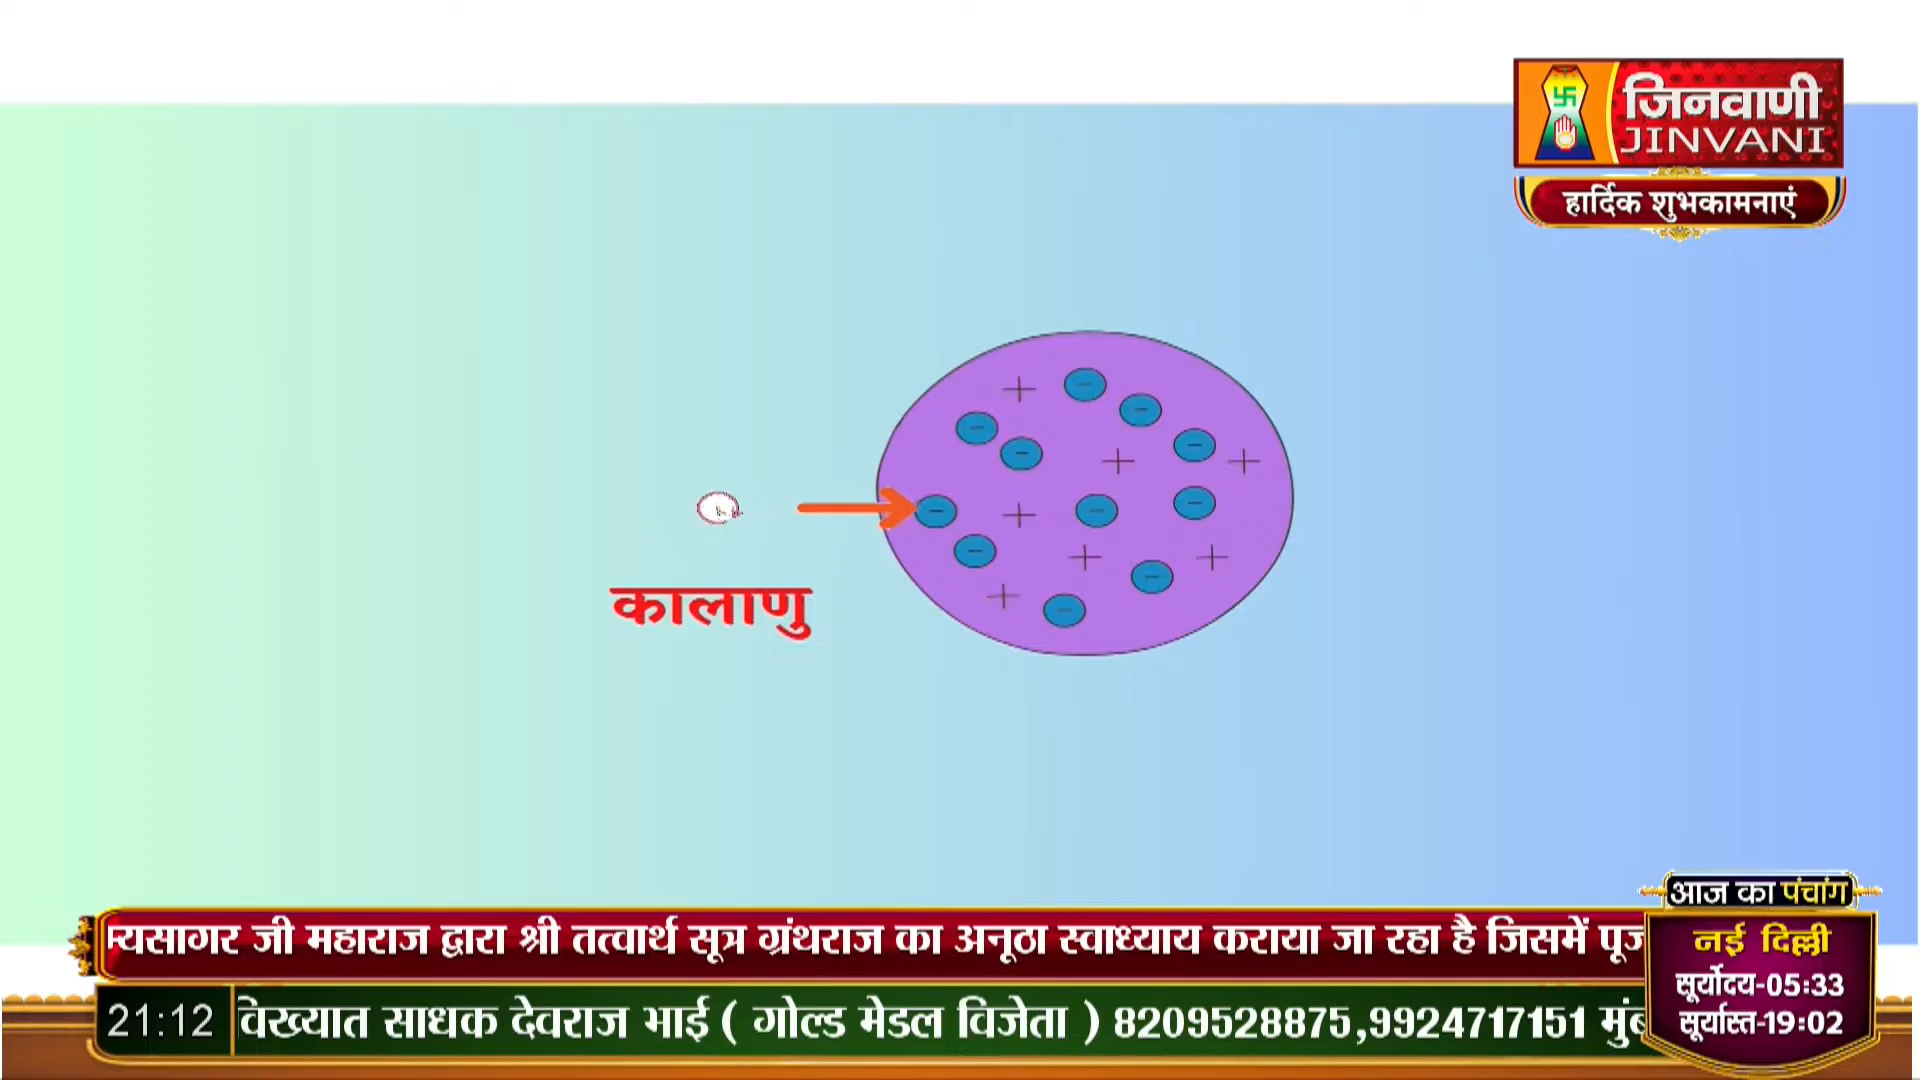 जिनवाणी
JINVANI
हार्दिक शुभकामनाएं
कालाणु
आज का पंचांग
जी महाराज द्वारा श्री तत्वार्थ सूत्र ग्रंथराज का अनूठा स्वाध्याय कराया जा रहा है जिसमें
नई दिल्ली
सूर्योदय-05:33
सूर्यास्त-19:02
21:12
साधक देवराज भाई ( गोल्ड मेडल विजेता ) 8209528875,9924717151